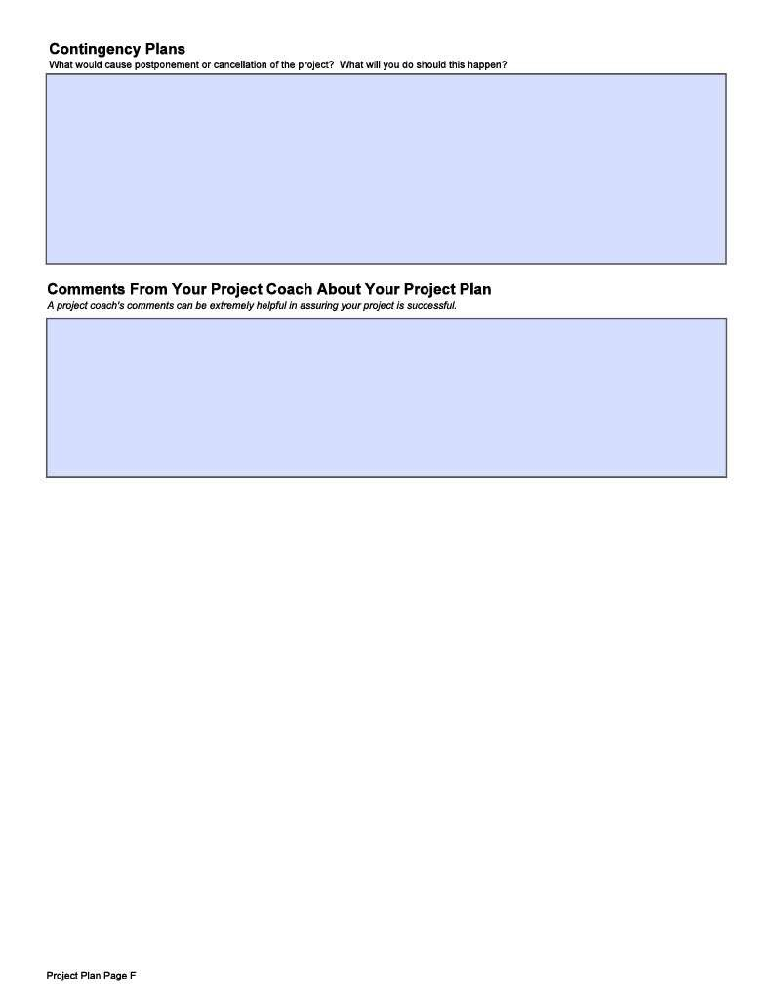 Contingency Plans
What would cause postponement or cancellation of the project?  What will you do should this happen?
Comments From Your Project Coach About Your Project Plan
A project coach's comments can be extremely helpful in assuring your project is successful.
Project Plan Page F